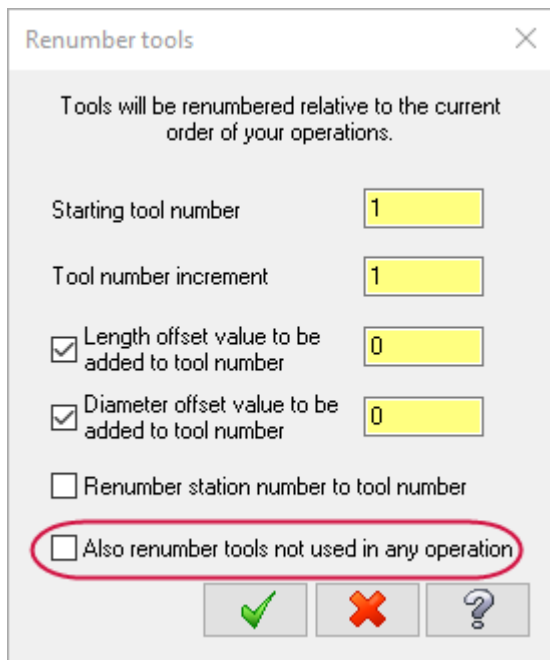 Renumber tools
Tools will be renumbered relative to the current
order of your operations.
Starting tool number 1
Tool number increment 1
Length offset value to be
added to tool number 0
Diameter offset value to be
added to tool number 0
Renumber station number to tool number
Also renumber tools not used in any operation